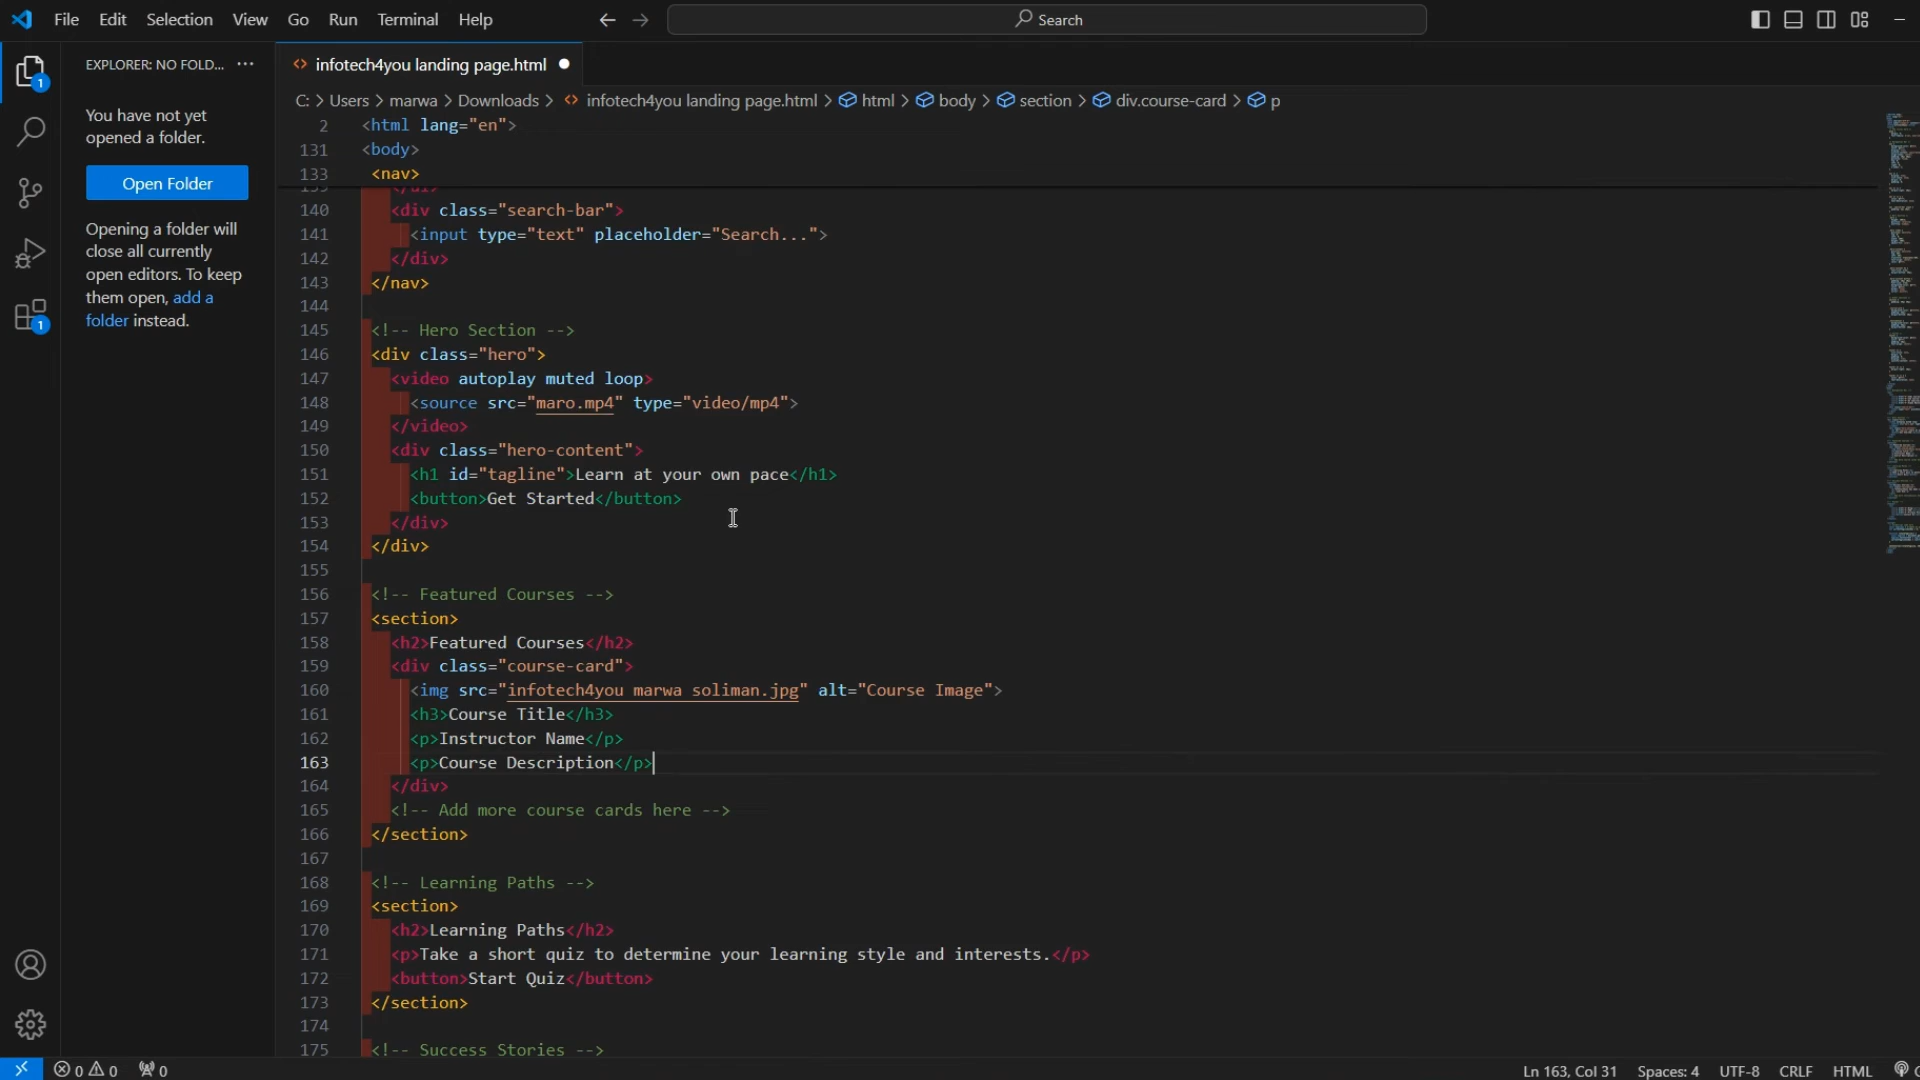 File Edit Selection View Go Run Terminal Help
Search
EXPLORER: NO FOLD... ···
infotech4you landing page.html
C: > Users > marwa > Downloads > infotech4you landing page.html > html > body > section > div.course-card > p
You have not yet
opened a folder.
Open Folder
Opening a folder will
close all currently
open editors. To keep
them open, add a
folder instead.
1
1
2 <html lang="en">
131 <body>
133 <nav>
140 <div class="search-bar">
141 <input type="text" placeholder="Search...">
142 </div>
143 </nav>
144
145 <!-- Hero Section -->
146 <div class="hero">
147 <video autoplay muted loop>
148 <source src="maro.mp4" type="video/mp4">
149 </video>
150 <div class="hero-content">
151 <h1 id="tagline">Learn at your own pace</h1>
152 <button>Get Started</button>
153 </div>
154 </div>
155
156 <!-- Featured Courses -->
157 <section>
158 <h2>Featured Courses</h2>
159 <div class="course-card">
160 <img src="infotech4you marwa soliman.jpg" alt="Course Image">
161 <h3>Course Title</h3>
162 <p>Instructor Name</p>
163 <p>Course Description</p>
164 </div>
165 <!-- Add more course cards here -->
166 </section>
167
168 <!-- Learning Paths -->
169 <section>
170 <h2>Learning Paths</h2>
171 <p>Take a short quiz to determine your learning style and interests.</p>
172 <button>Start Quiz</button>
173 </section>
174
175 <!-- Success Stories -->
0 0 0
Ln 163, Col 31 Spaces: 4 UTF-8 CRLF HTML